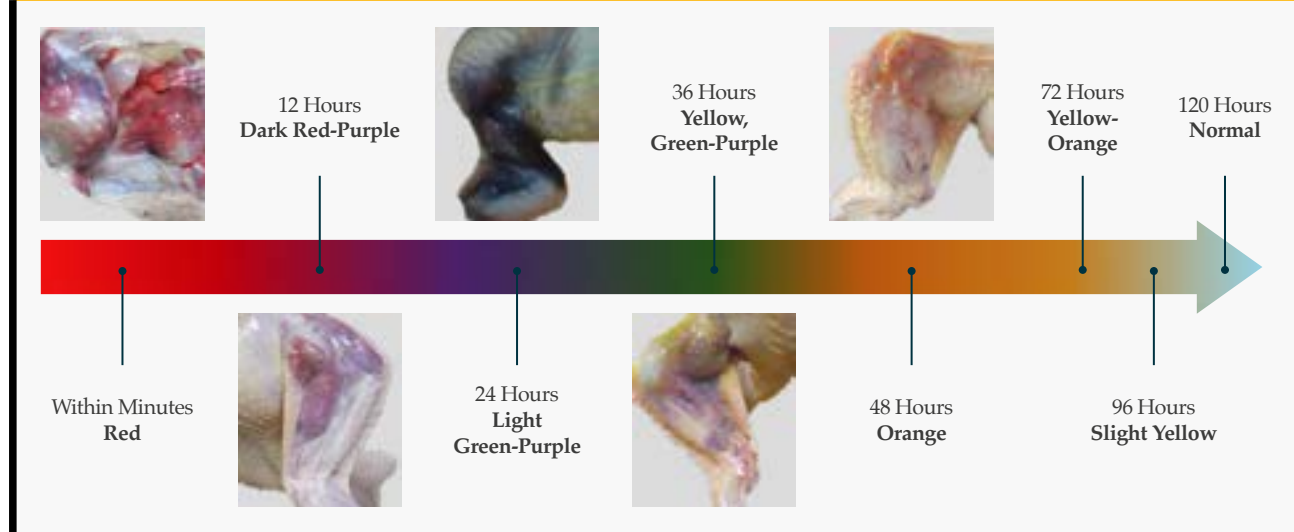 Within Minutes
Red
12 Hours
Dark Red-Purple
24 Hours
Light
Green-Purple
36 Hours
Yellow,
Green-Purple
48 Hours
Orange
72 Hours
Yellow-
Orange
96 Hours
Slight Yellow
120 Hours
Normal